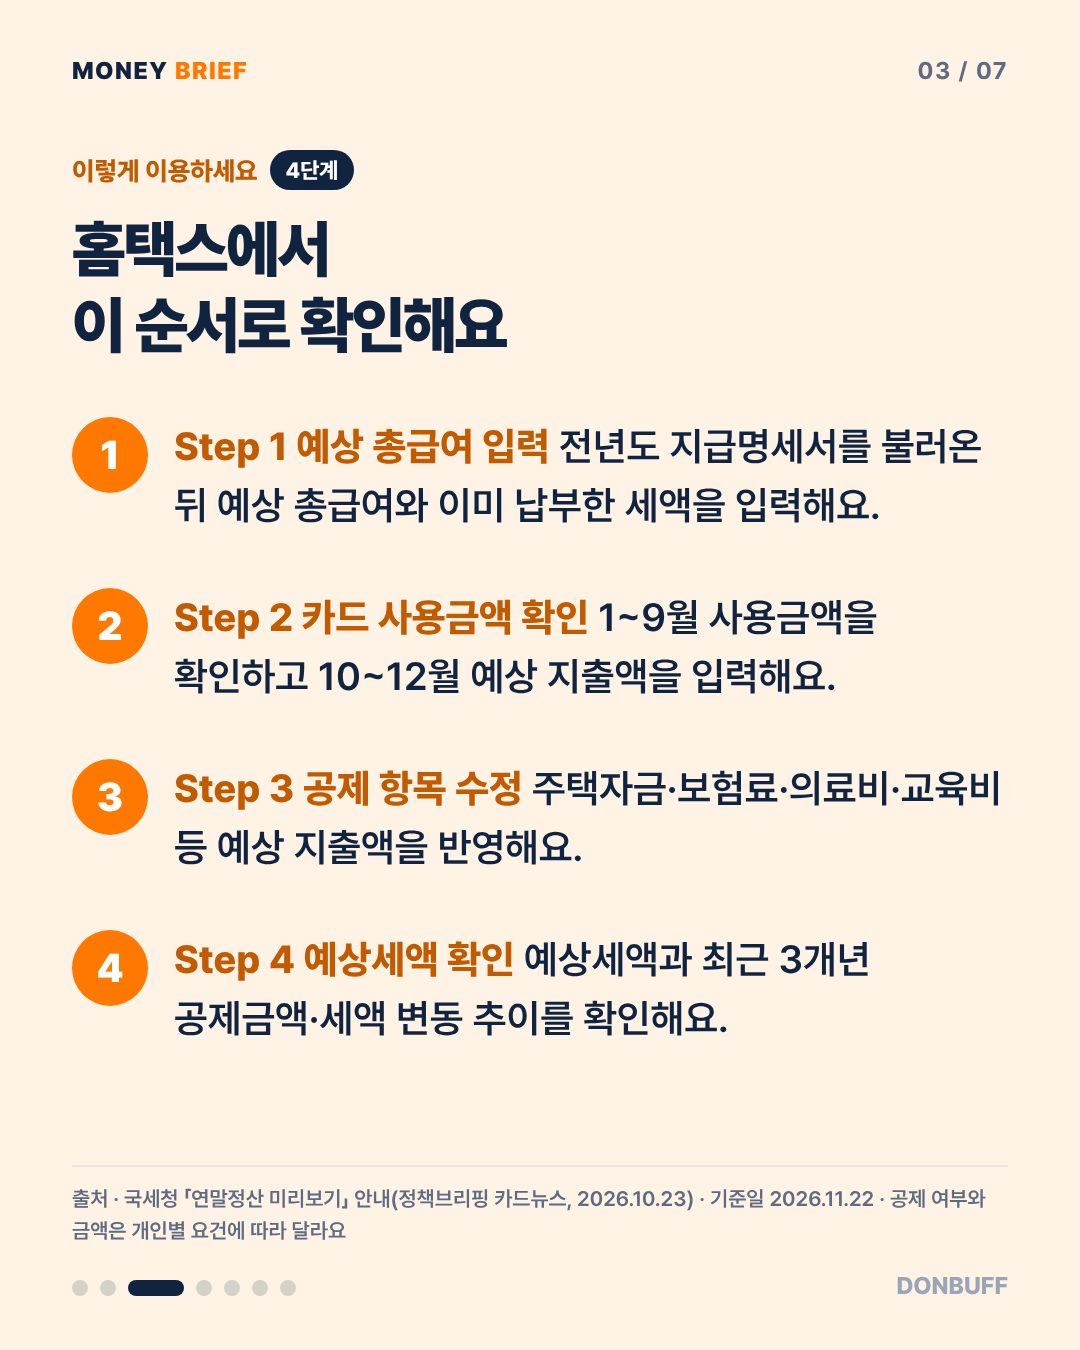 MONEY BRIEF
03 / 07
이렇게 이용하세요 4단계
홈택스에서
이 순서로 확인해요
1
Step 1 예상 총급여 입력 전년도 지급명세서를 불러온
뒤 예상 총급여와 이미 납부한 세액을 입력해요.
2
Step 2 카드 사용금액 확인 1~9월 사용금액을
확인하고 10~12월 예상 지출액을 입력해요.
3
Step 3 공제 항목 수정 주택자금·보험료·의료비·교육비
등 예상 지출액을 반영해요.
4
Step 4 예상세액 확인 예상세액과 최근 3개년
공제금액·세액 변동 추이를 확인해요.
출처 · 국세청 「연말정산 미리보기」 안내(정책브리핑 카드뉴스, 2026.10.23) · 기준일 2026.11.22 · 공제 여부와
금액은 개인별 요건에 따라 달라요
DONBUFF